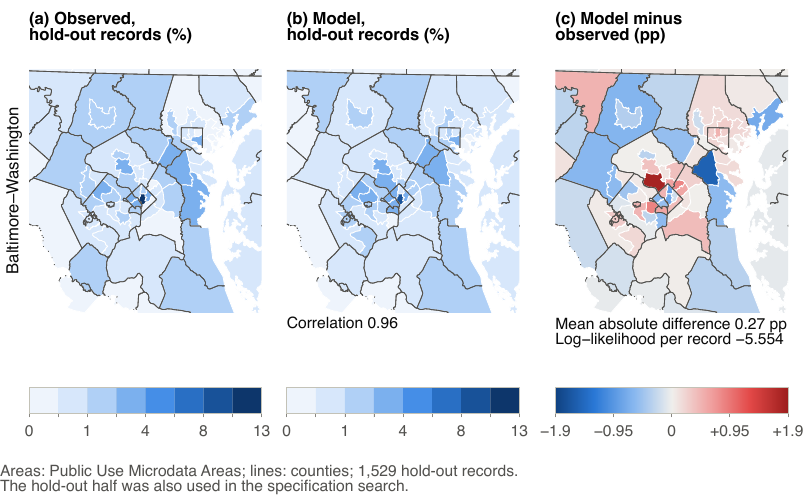 (a) Observed,
hold-out records (%)
(b) Model,
hold-out records (%)
(c) Model minus
observed (pp)
Baltimore−Washington
Correlation 0.96
Mean absolute difference 0.27 pp
Log−likelihood per record −5.554
0 1 4 8 13
0 1 4 8 13
−1.9 −0.95 0 +0.95 +1.9
Areas: Public Use Microdata Areas; lines: counties; 1,529 hold-out records.
The hold-out half was also used in the specification search.